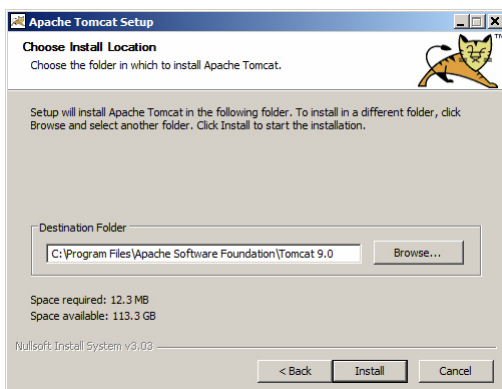 Apache Tomcat Setup
Choose Install Location
Choose the folder in which to install Apache Tomcat.
TM
Setup will install Apache Tomcat in the following folder. To install in a different folder, click
Browse and select another folder. Click Install to start the installation.
Destination Folder
C:\Program Files\Apache Software Foundation\Tomcat 9.0
Browse...
Space required: 12.3 MB
Space available: 113.3 GB
Nullsoft Install System v3.03
< Back Install Cancel